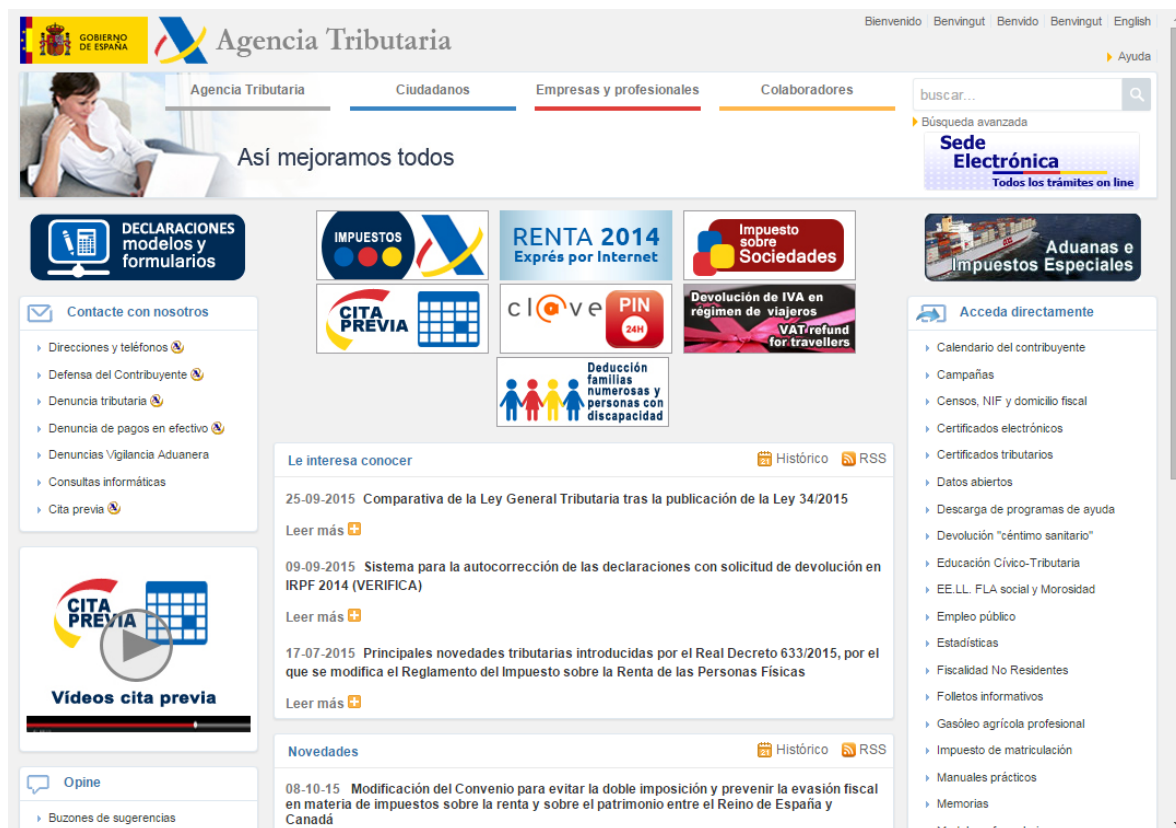 GOBIERNO
DE ESPAÑA
Agencia Tributaria
Bienvenido Benvingut Benvido Benvingut English
Ayuda
Agencia Tributaria
Ciudadanos
Empresas y profesionales
Colaboradores
buscar...
Búsqueda avanzada
Así mejoramos todos
Sede
Electrónica
Todos los trámites on line
DECLARACIONES
modelos y
formularios
IMPUESTOS
RENTA 2014
Exprés por Internet
Impuesto
sobre
Sociedades
Aduanas e
Impuestos Especiales
CITA
PREVIA
cl@ve PIN
24H
Devolución de IVA en
régimen de viajeros
VAT refund
for travellers
Deducción
familias
numerosas y
personas con
discapacidad
Contacte con nosotros
Direcciones y teléfonos
Defensa del Contribuyente
Denuncia tributaria
Denuncia de pagos en efectivo
Denuncias Vigilancia Aduanera
Consultas informáticas
Cita previa
CITA
PREVIA
Vídeos cita previa
Opine
Buzones de sugerencias
Le interesa conocer
Histórico
RSS
25-09-2015 Comparativa de la Ley General Tributaria tras la publicación de la Ley 34/2015
Leer más
09-09-2015 Sistema para la autocorrección de las declaraciones con solicitud de devolución en
IRPF 2014 (VERIFICA)
Leer más
17-07-2015 Principales novedades tributarias introducidas por el Real Decreto 633/2015, por el
que se modifica el Reglamento del Impuesto sobre la Renta de las Personas Físicas
Leer más
Novedades
Histórico
RSS
08-10-15 Modificación del Convenio para evitar la doble imposición y prevenir la evasión fiscal
en materia de impuestos sobre la renta y sobre el patrimonio entre el Reino de España y
Canadá
Acceda directamente
Calendario del contribuyente
Campañas
Censos, NIF y domicilio fiscal
Certificados electrónicos
Certificados tributarios
Datos abiertos
Descarga de programas de ayuda
Devolución "céntimo sanitario"
Educación Cívico-Tributaria
EE.LL. FLA social y Morosidad
Empleo público
Estadísticas
Fiscalidad No Residentes
Folletos informativos
Gasóleo agrícola profesional
Impuesto de matriculación
Manuales prácticos
Memorias